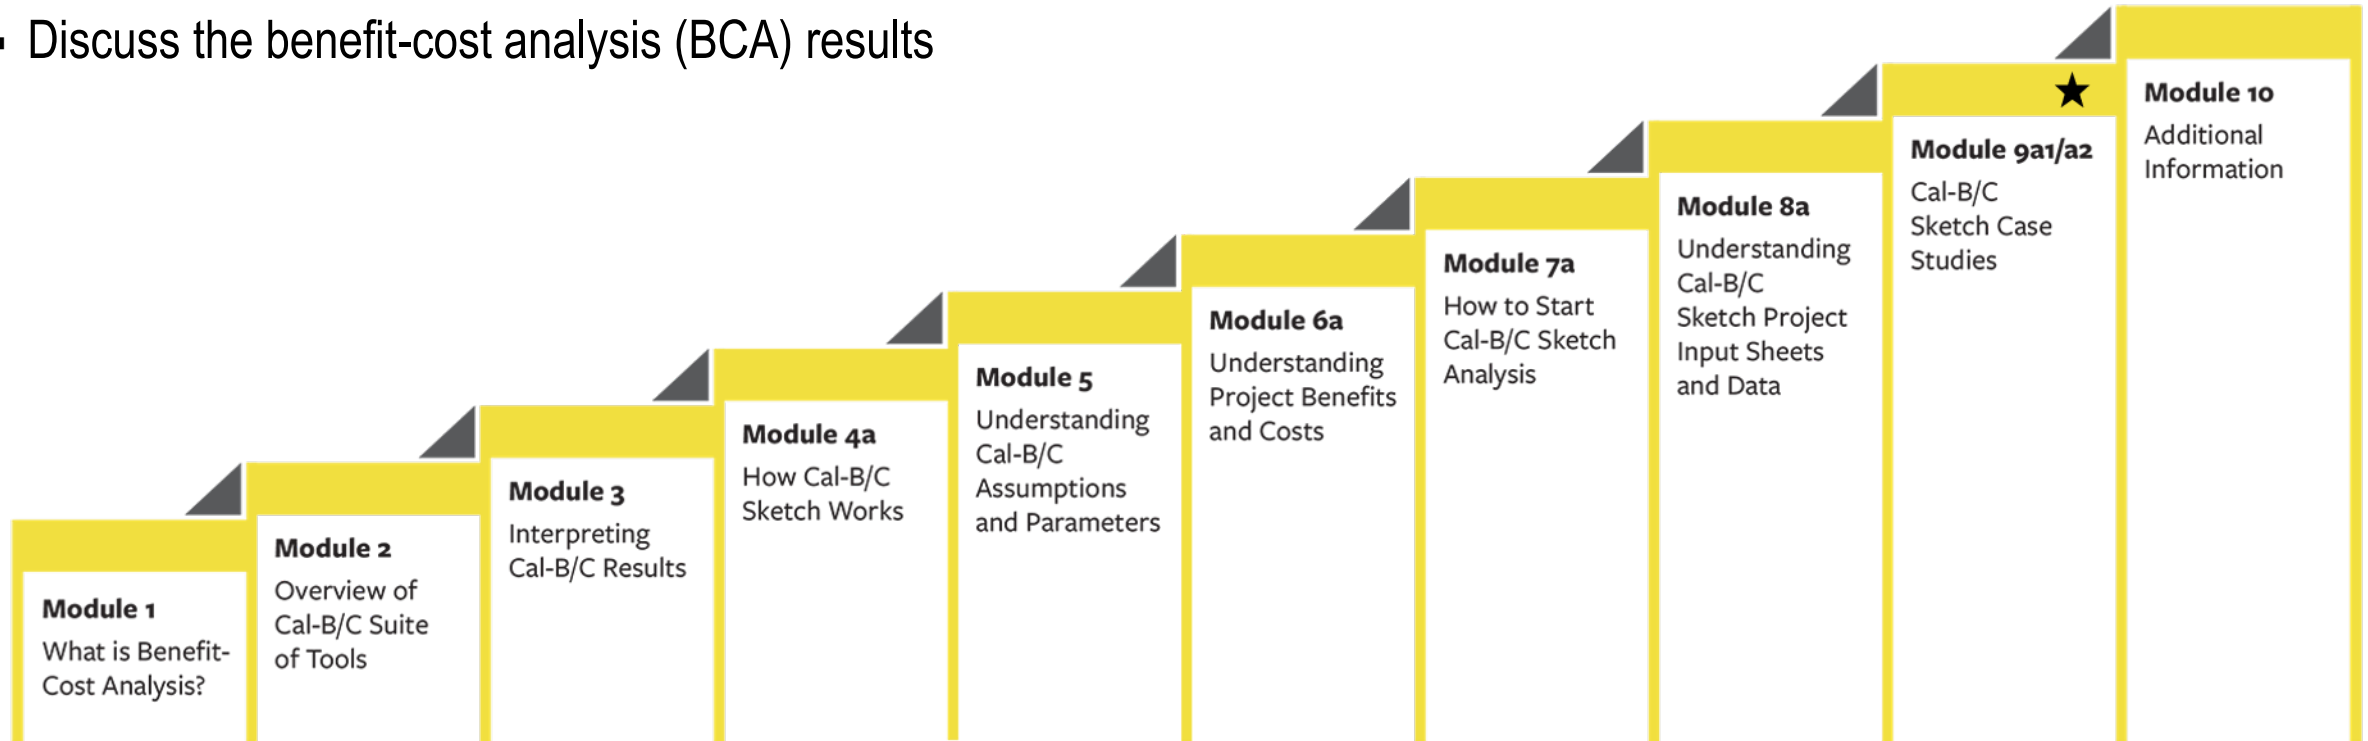 ▪ Discuss the benefit-cost analysis (BCA) results
Module 1
What is Benefit-
Cost Analysis?
Module 2
Overview of
Cal-B/C Suite
of Tools
Module 3
Interpreting
Cal-B/C Results
Module 4a
How Cal-B/C
Sketch Works
Module 5
Understanding
Cal-B/C
Assumptions
and Parameters
Module 6a
Understanding
Project Benefits
and Costs
Module 7a
How to Start
Cal-B/C Sketch
Analysis
Module 8a
Understanding
Cal-B/C
Sketch Project
Input Sheets
and Data
Module 9a1/a2
Cal-B/C
Sketch Case
Studies
Module 10
Additional
Information